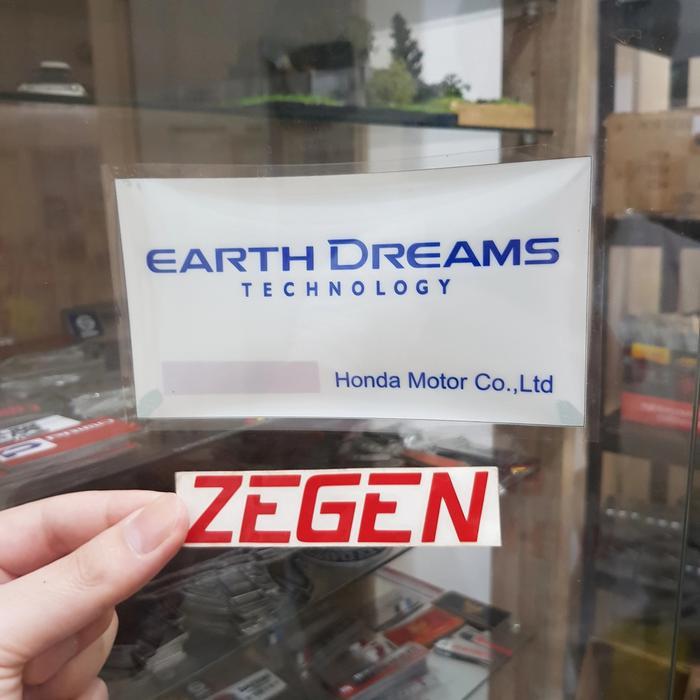 EARTH DREAMS
TECHNOLOGY
Honda Motor Co.,Ltd
ZEGEN